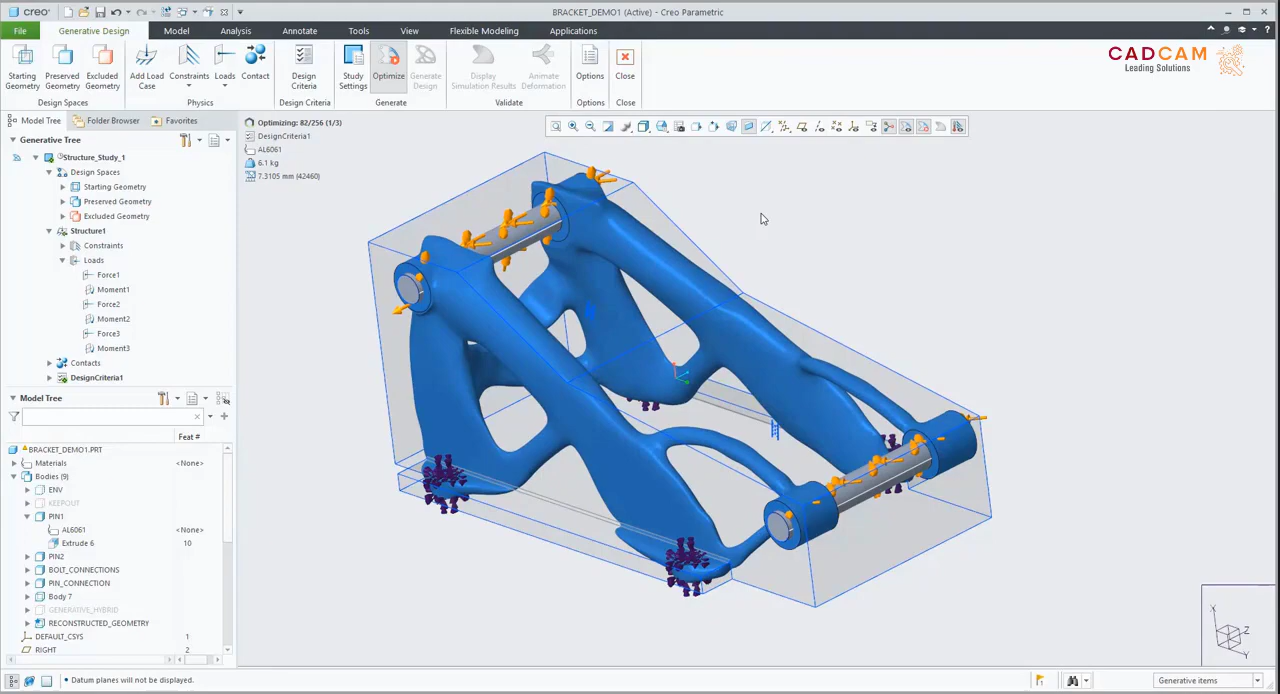 creo
BRACKET_DEMO1 (Active) - Creo Parametric
File Generative Design Model Analysis Annotate Tools View Flexible Modeling Applications
Starting Geometry
Preserved Geometry
Excluded Geometry
Add Load Case
Constraints
Loads
Contact
Design Criteria
Study Settings
Optimize
Generate Design
Display Simulation Results
Animate Deformation
Options
Close
Design Spaces Physics Design Criteria Generate Validate Options Close
CADCAM
Leading Solutions
Model Tree Folder Browser Favorites
Generative Tree
Structure_Study_1
Design Spaces
Starting Geometry
Preserved Geometry
Excluded Geometry
Structure1
Constraints
Loads
Force1
Moment1
Force2
Moment2
Force3
Moment3
Contacts
DesignCriteria1
Model Tree
Feat #
BRACKET_DEMO1.PRT
Materials <None>
Bodies (9)
ENV
KEEPOUT
PIN1
AL6061 <None>
Extrude 6 10
PIN2
BOLT_CONNECTIONS
PIN_CONNECTION
Body 7
GENERATIVE_HYBRID
RECONSTRUCTED_GEOMETRY
DEFAULT_CSYS 1
RIGHT 2
Optimizing: 82/256 (1/3)
DesignCriteria1
AL6061
6.1 kg
7.3105 mm (42460)
X
Z
Y
• Datum planes will not be displayed.
Generative items